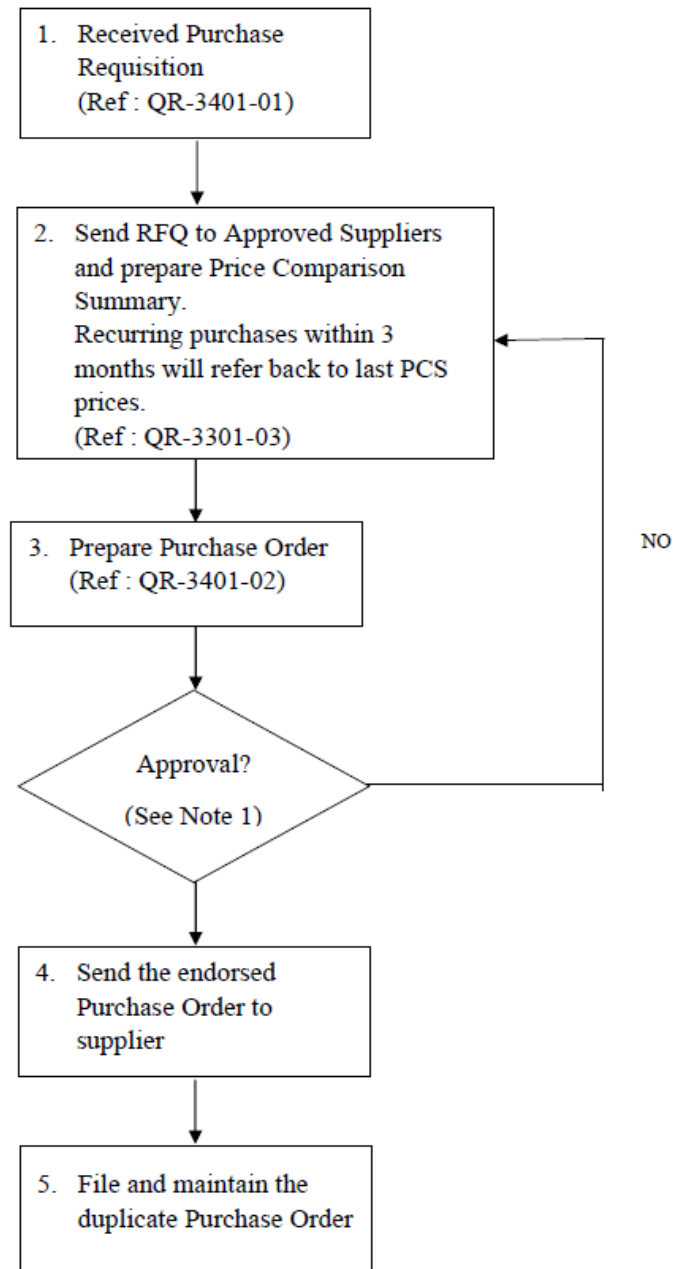 1. Received Purchase
Requisition
(Ref : QR-3401-01)
2. Send RFQ to Approved Suppliers
and prepare Price Comparison
Summary.
Recurring purchases within 3
months will refer back to last PCS
prices.
(Ref : QR-3301-03)
3. Prepare Purchase Order
(Ref : QR-3401-02)
NO
Approval?
(See Note 1)
4. Send the endorsed
Purchase Order to
supplier
5. File and maintain the
duplicate Purchase Order